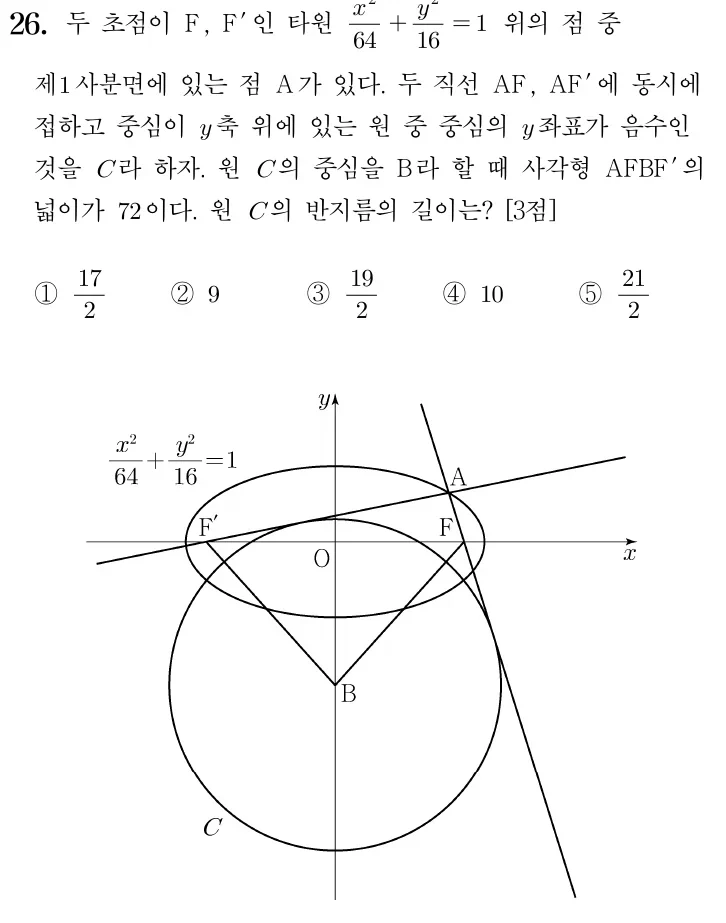 26. 두 초점이 F, F′인 타원 x²/64 + y²/16 = 1 위의 점 중
제1사분면에 있는 점 A가 있다. 두 직선 AF, AF′에 동시에
접하고 중심이 y축 위에 있는 원 중 중심의 y좌표가 음수인
것을 C라 하자. 원 C의 중심을 B라 할 때 사각형 AFBF′의
넓이가 72이다. 원 C의 반지름의 길이는? [3점]
① 17/2 ② 9 ③ 19/2 ④ 10 ⑤ 21/2
y
x²/64 + y²/16 = 1
A
F′ F
O x
B
C